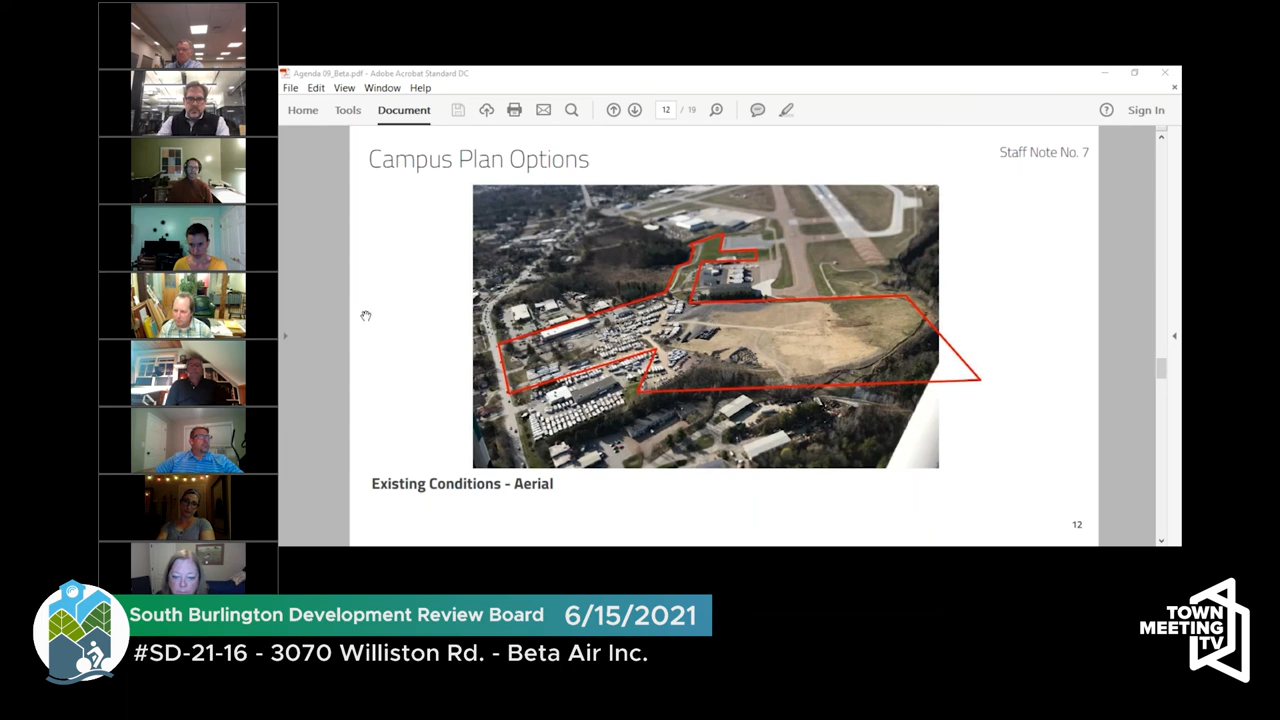 Agenda 09_Beta.pdf - Adobe Acrobat Standard DC
File Edit View Window Help
Home Tools Document 12 / 19 Sign In
Campus Plan Options
Staff Note No. 7
Existing Conditions - Aerial
12
South Burlington Development Review Board 6/15/2021
#SD-21-16 - 3070 Williston Rd. - Beta Air Inc.
TOWN
MEETING
TV